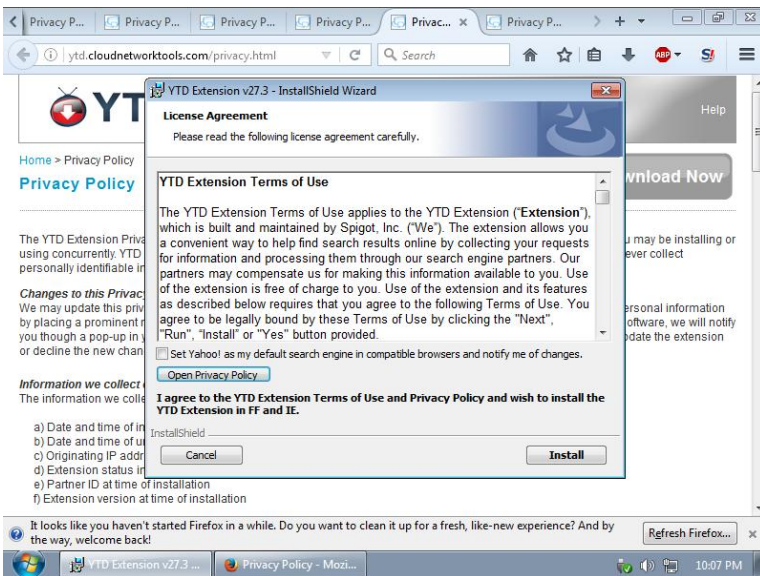 Privacy P...
Privacy P...
Privacy P...
Privacy P...
Privac...
Privacy P...
ytd.cloudnetworktools.com/privacy.html
Search
ABP
YT
Help
Home > Privacy Policy
Privacy Policy
wnload Now
The YTD Extension Priva
u may be installing or
using concurrently. YTD
ever collect
personally identifiable in
Changes to this Privac
We may update this priv
ersonal information
by placing a prominent
oftware, we will notify
you though a pop-up in
pdate the extension
or decline the new chan
Information we collect
The information we colle
a) Date and time of in
b) Date and time of u
c) Originating IP addr
d) Extension status i
e) Partner ID at time of installation
f) Extension version at time of installation
YTD Extension v27.3 - InstallShield Wizard
License Agreement
Please read the following license agreement carefully.
YTD Extension Terms of Use
The YTD Extension Terms of Use applies to the YTD Extension ("Extension"),
which is built and maintained by Spigot, Inc. ("We"). The extension allows you
a convenient way to help find search results online by collecting your requests
for information and processing them through our search engine partners. Our
partners may compensate us for making this information available to you. Use
of the extension is free of charge to you. Use of the extension and its features
as described below requires that you agree to the following Terms of Use. You
agree to be legally bound by these Terms of Use by clicking the "Next",
"Run", "Install" or "Yes" button provided.
Set Yahoo! as my default search engine in compatible browsers and notify me of changes.
Open Privacy Policy
I agree to the YTD Extension Terms of Use and Privacy Policy and wish to install the
YTD Extension in FF and IE.
InstallShield
Cancel
Install
It looks like you haven't started Firefox in a while. Do you want to clean it up for a fresh, like-new experience? And by
the way, welcome back!
Refresh Firefox...
YTD Extension v27.3 ...
Privacy Policy - Mozi...
10:07 PM